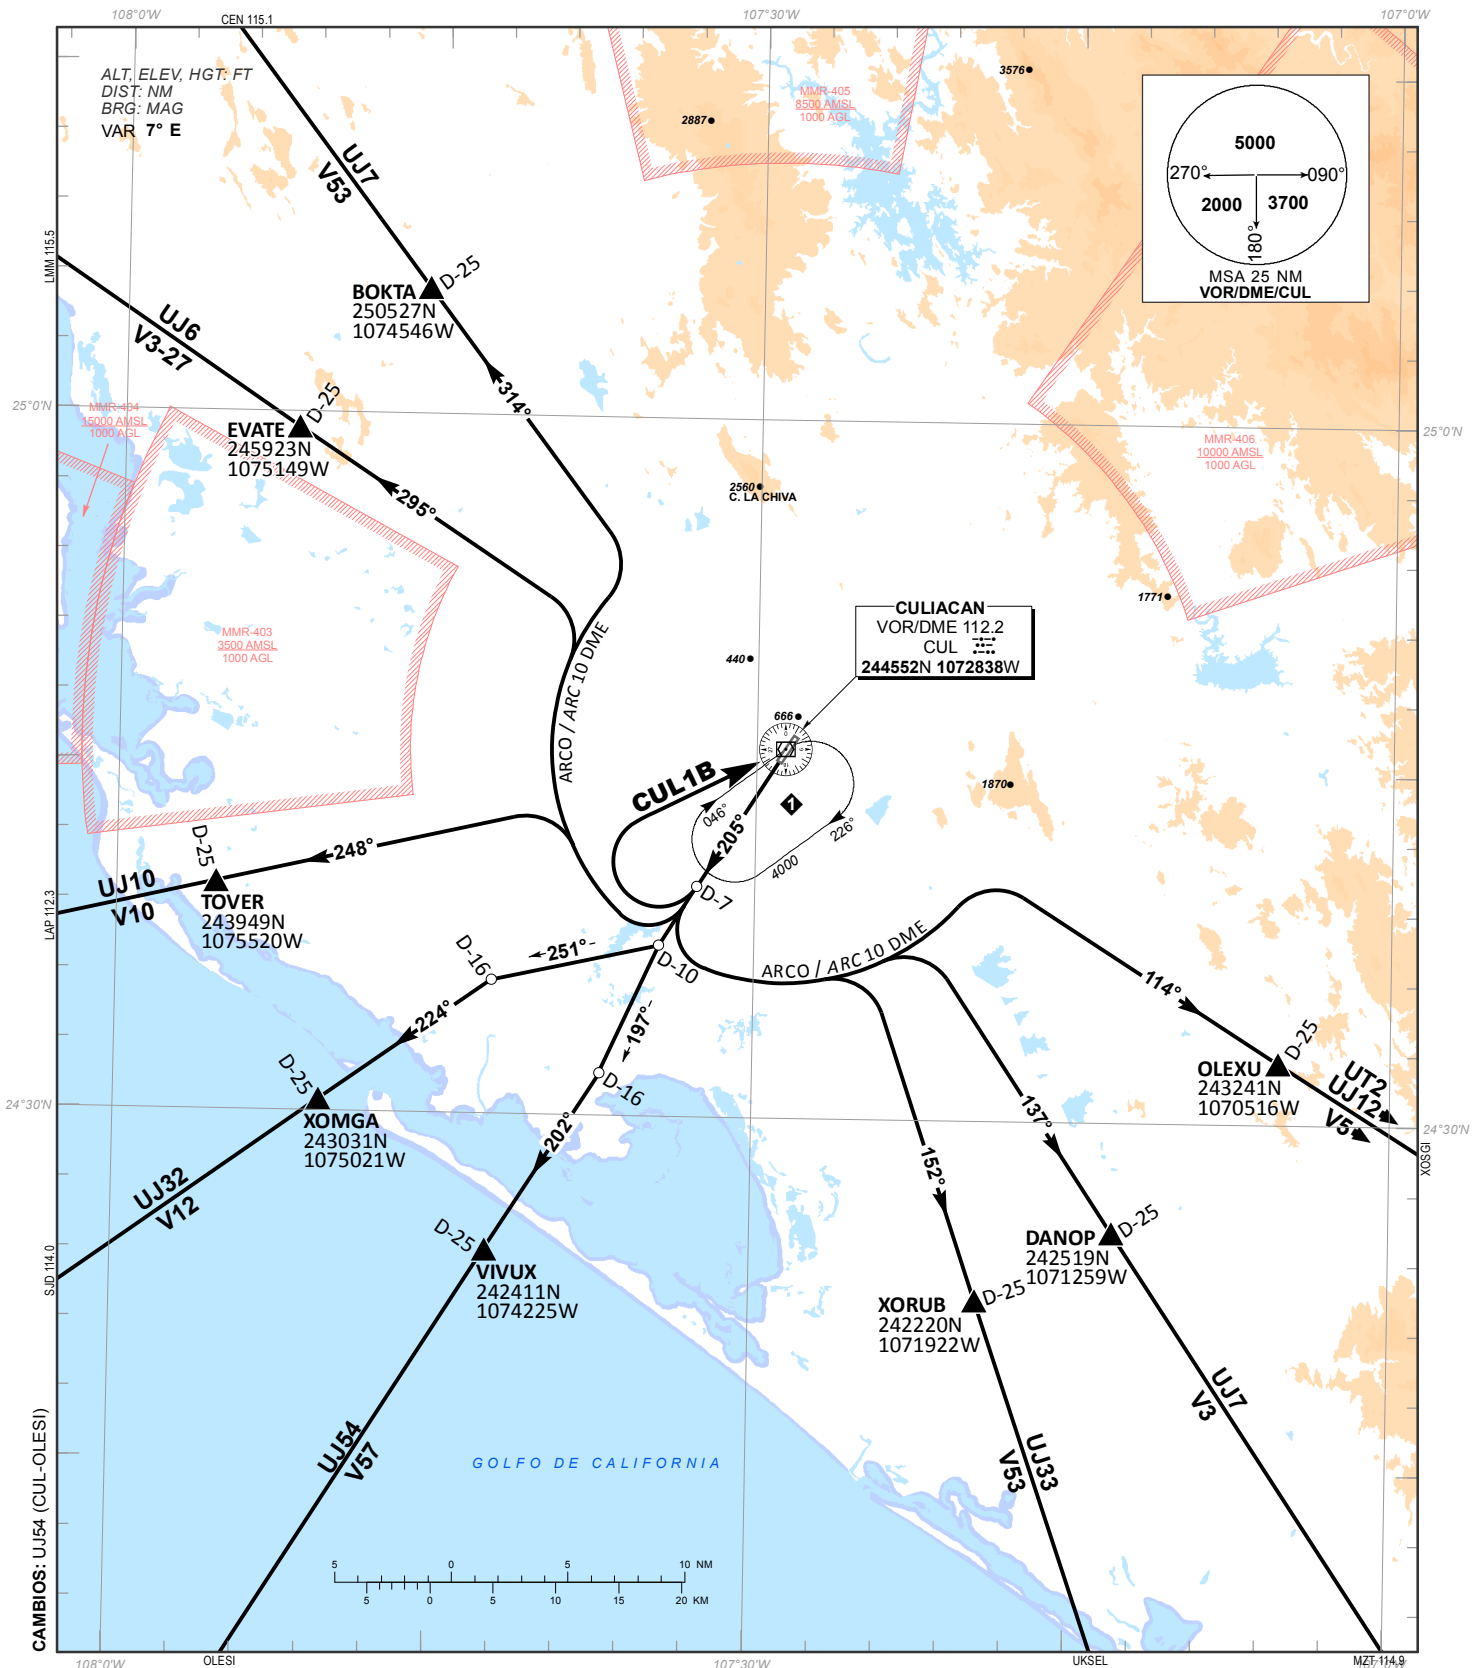 108°0'W
CEN 115.1
107°30'W
107°0'W
ALT, ELEV, HGT: FT
DIST: NM
BRG: MAG
VAR 7° E
MMR-405
8500 AMSL
1000 AGL
3576
2887
5000
270°
090°
2000
3700
180°
MSA 25 NM
VOR/DME/CUL
UJ7
V53
LMM 115.5
D-25
BOKTA
250527N
1074546W
UJ6
V3-27
314°
25°0'N
25°0'N
MMR-404
15000 AMSL
1000 AGL
D-25
EVATE
245923N
1075149W
295°
MMR-406
10000 AMSL
1000 AGL
2560
C. LA CHIVA
1771
MMR-403
3500 AMSL
1000 AGL
CULIACAN
VOR/DME 112.2
CUL
244552N 1072838W
440
666
ARCO / ARC 10 DME
CUL1B
1870
1
046°
205°
226°
4000
D-25
248°
UJ10
V10
TOVER
243949N
1075520W
LAP 112.3
D-7
D-16
251°
D-10
ARCO / ARC 10 DME
114°
224°
197°
D-25
D-16
D-25
OLEXU
243241N
1070516W
UT2
UJ12
V5
24°30'N
24°30'N
XOMGA
243031N
1075021W
202°
137°
152°
XOSGI
UJ32
V12
D-25
SJD 114.0
VIVUX
242411N
1074225W
D-25
DANOP
242519N
1071259W
D-25
XORUB
242220N
1071922W
UJ54
V57
UJ7
V3
UJ33
V53
GOLFO DE CALIFORNIA
5 0 5 10 NM
5 0 5 10 15 20 KM
CAMBIOS: UJ54 (CUL-OLESI)
108°0'W
OLESI
107°30'W
UKSEL
MZT 114.9
107°0'W